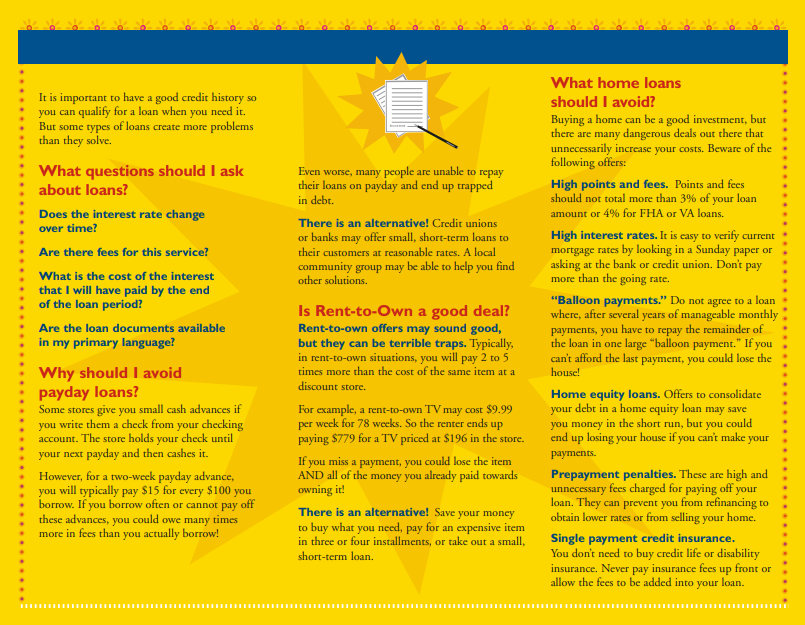 It is important to have a good credit history so
you can qualify for a loan when you need it.
But some types of loans create more problems
than they solve.
What questions should I ask
about loans?
Does the interest rate change
over time?
Are there fees for this service?
What is the cost of the interest
that I will have paid by the end
of the loan period?
Are the loan documents available
in my primary language?
Why should I avoid
payday loans?
Some stores give you small cash advances if
you write them a check from your checking
account. The store holds your check until
your next payday and then cashes it.
However, for a two-week payday advance,
you will typically pay $15 for every $100 you
borrow. If you borrow often or cannot pay off
these advances, you could owe many times
more in fees than you actually borrow!
Even worse, many people are unable to repay
their loans on payday and end up trapped
in debt.
There is an alternative! Credit unions
or banks may offer small, short-term loans to
their customers at reasonable rates. A local
community group may be able to help you find
other solutions.
Is Rent-to-Own a good deal?
Rent-to-own offers may sound good,
but they can be terrible traps. Typically,
in rent-to-own situations, you will pay 2 to 5
times more than the cost of the same item at a
discount store.
For example, a rent-to-own TV may cost $9.99
per week for 78 weeks. So the renter ends up
paying $779 for a TV priced at $196 in the store.
If you miss a payment, you could lose the item
AND all of the money you already paid towards
owning it!
There is an alternative! Save your money
to buy what you need, pay for an expensive item
in three or four installments, or take out a small,
short-term loan.
What home loans
should I avoid?
Buying a home can be a good investment, but
there are many dangerous deals out there that
unnecessarily increase your costs. Beware of the
following offers:
High points and fees. Points and fees
should not total more than 3% of your loan
amount or 4% for FHA or VA loans.
High interest rates. It is easy to verify current
mortgage rates by looking in a Sunday paper or
asking at the bank or credit union. Don't pay
more than the going rate.
“Balloon payments.” Do not agree to a loan
where, after several years of manageable monthly
payments, you have to repay the remainder of
the loan in one large “balloon payment.” If you
can't afford the last payment, you could lose the
house!
Home equity loans. Offers to consolidate
your debt in a home equity loan may save
you money in the short run, but you could
end up losing your house if you can't make your
payments.
Prepayment penalties. These are high and
unnecessary fees charged for paying off your
loan. They can prevent you from refinancing to
obtain lower rates or from selling your home.
Single payment credit insurance.
You don't need to buy credit life or disability
insurance. Never pay insurance fees up front or
allow the fees to be added into your loan.